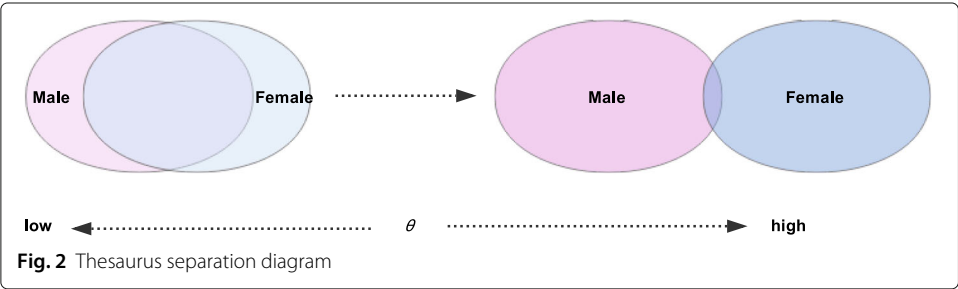 Male Female Male Female
low θ high
Fig. 2 Thesaurus separation diagram